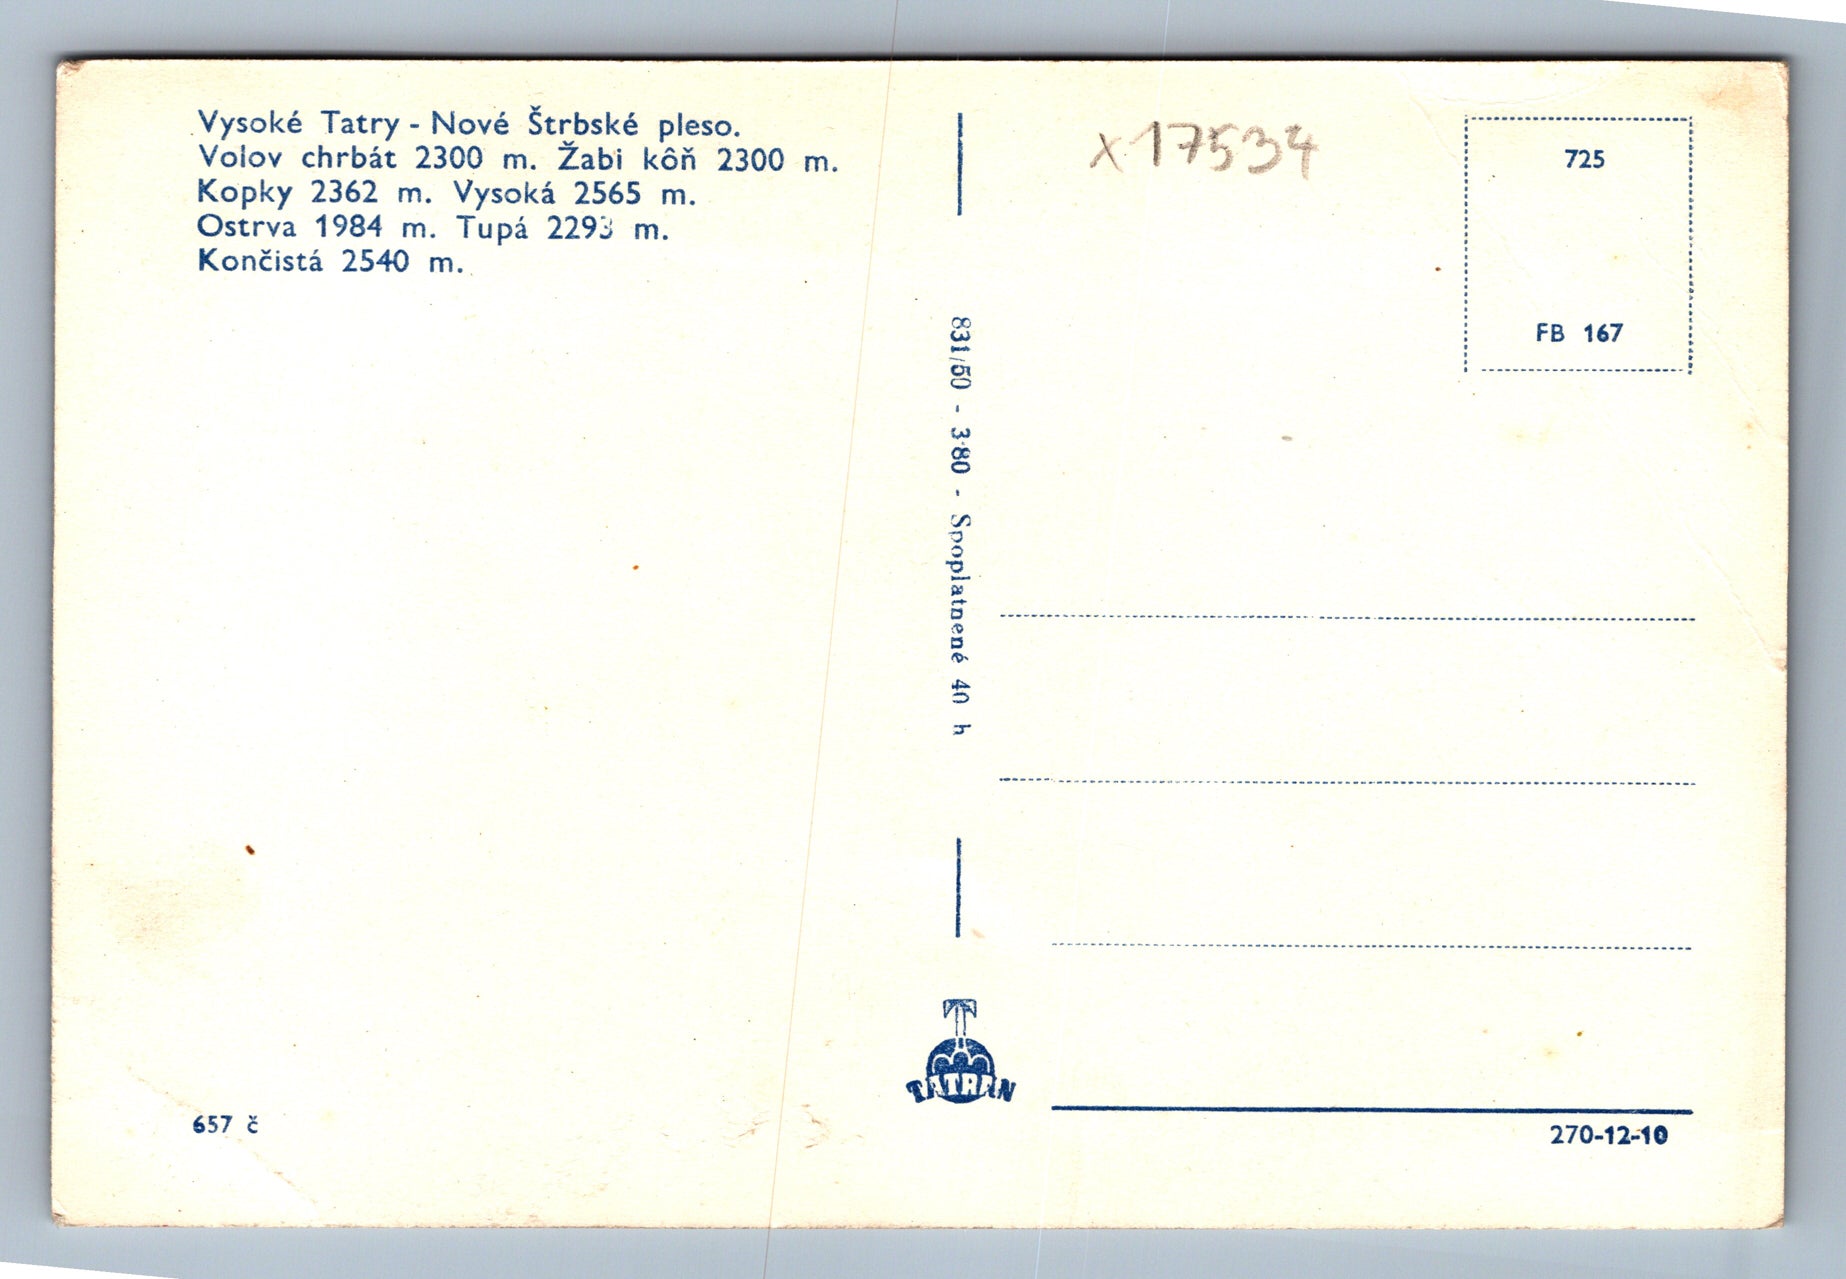 Vysoké Tatry - Nové Štrbské pleso.
Volov chrbát 2300 m. Žabi kôň 2300 m.
Kopky 2362 m. Vysoká 2565 m.
Ostrva 1984 m. Tupá 2293 m.
Končistá 2540 m.
x 17534
725
FB 167
831/50 - 3·80 - Spoplatnené 40 h
T
TATRAN
657 č
270-12-10